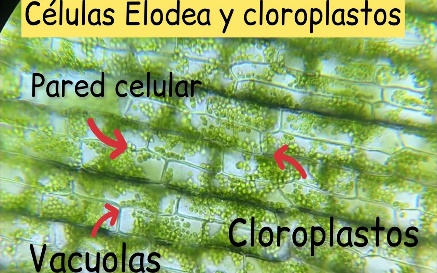 Células Elodea y cloroplastos
Pared celular
Cloroplastos
Vacuolas